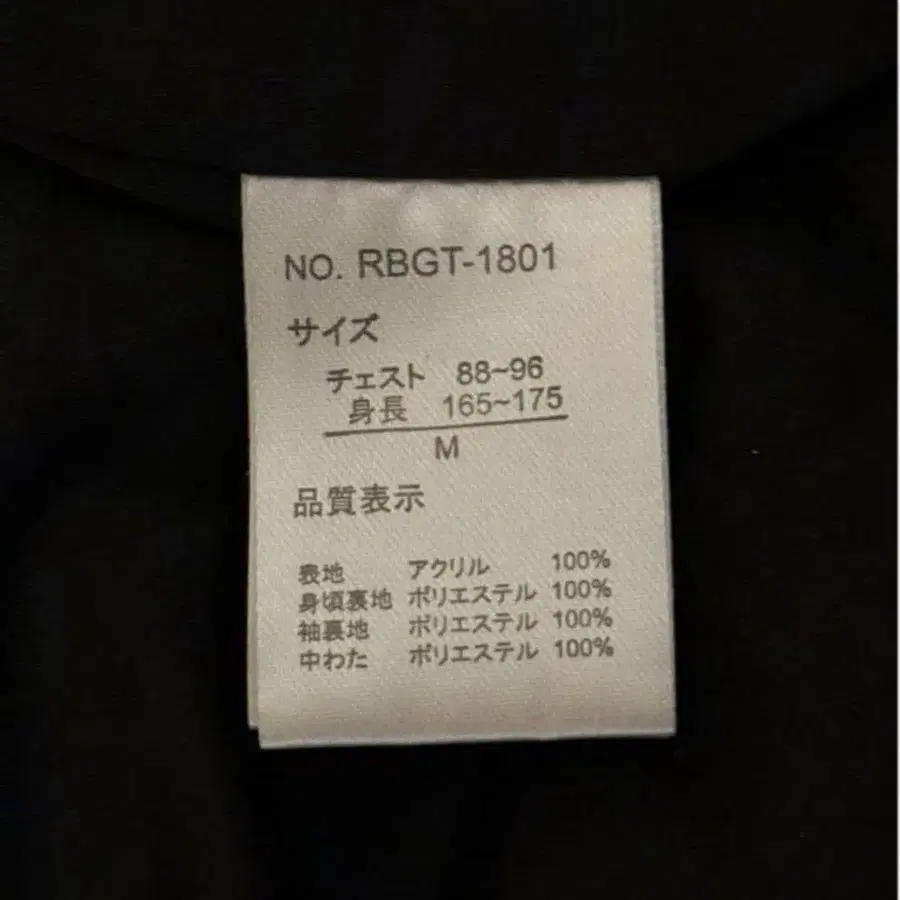 NO. RBGT-1801
サイズ
チェスト 88~96
身長 165~175
M
品質表示
表地 アクリル 100%
身頃裏地 ポリエステル 100%
袖裏地 ポリエステル 100%
中わた ポリエステル 100%